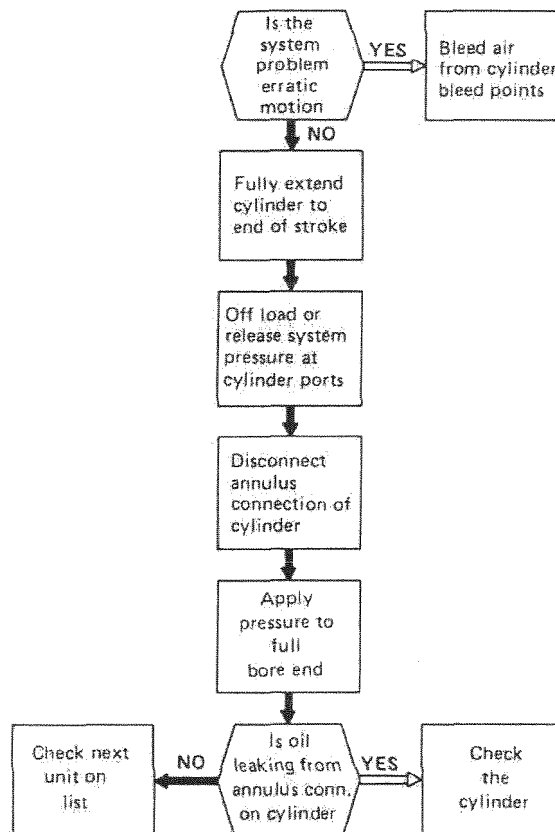 Is the
system
problem
erratic
motion
YES
Bleed air
from cylinder
bleed points
NO
Fully extend
cylinder to
end of stroke
Off load or
release system
pressure at
cylinder ports
Disconnect
annulus
connection of
cylinder
Apply
pressure to
full
bore end
Check next
unit on
list
NO
Is oil
leaking from
annulus conn.
on cylinder
YES
Check
the
cylinder